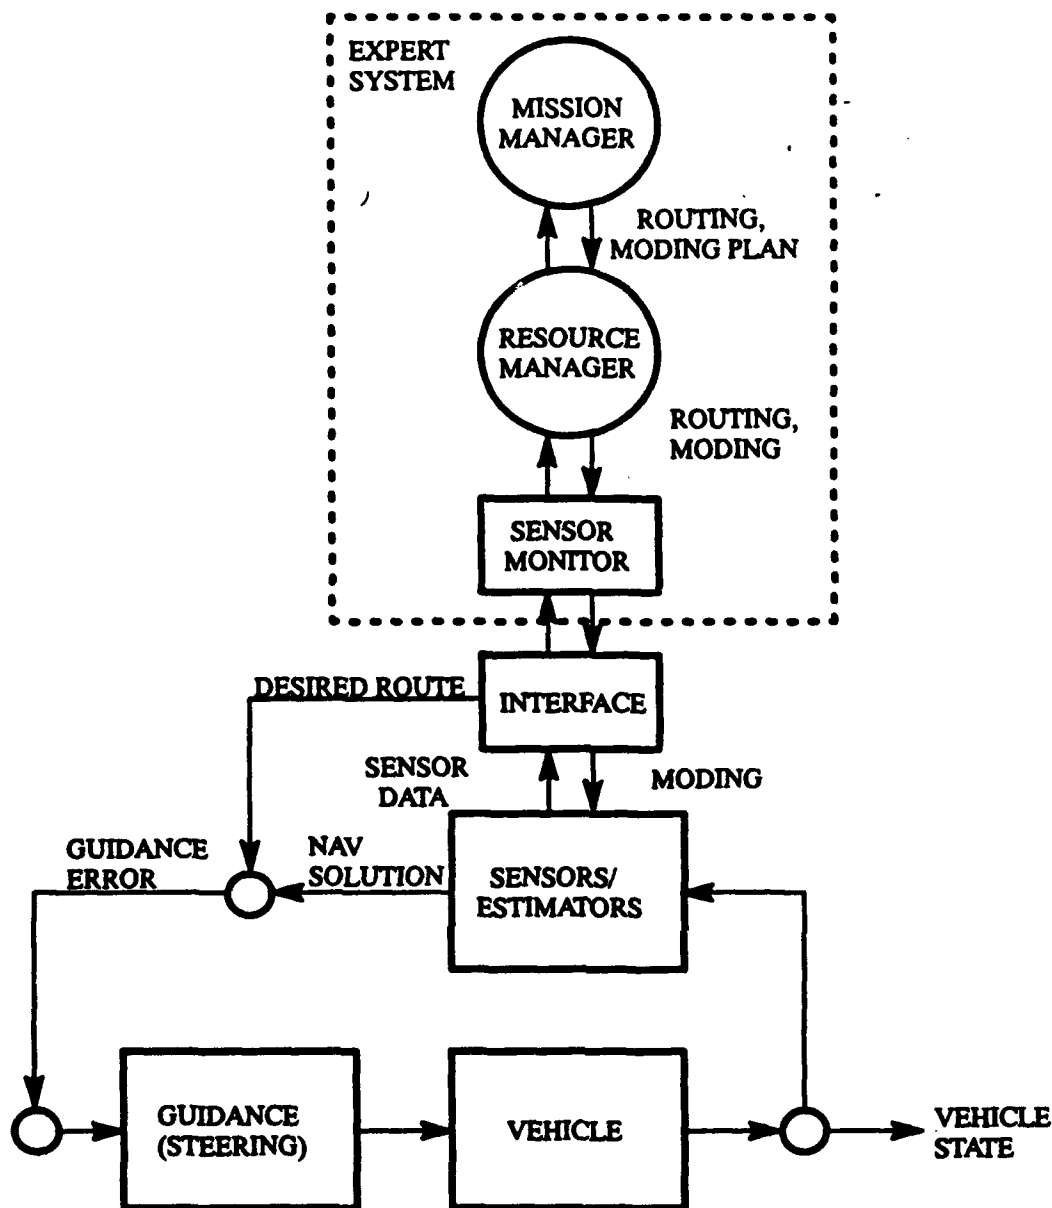 EXPERT
SYSTEM
MISSION
MANAGER
ROUTING,
MODING PLAN
RESOURCE
MANAGER
ROUTING,
MODING
SENSOR
MONITOR
DESIRED ROUTE
INTERFACE
SENSOR
DATA
MODING
GUIDANCE
ERROR
NAV
SOLUTION
SENSORS/
ESTIMATORS
GUIDANCE
(STEERING)
VEHICLE
VEHICLE
STATE